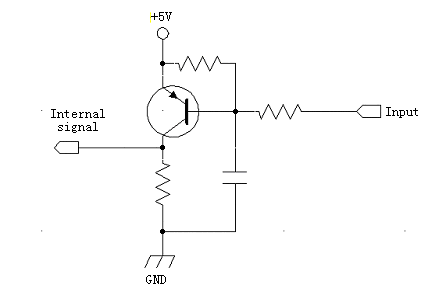 +5V
Internal
signal
Input
GND